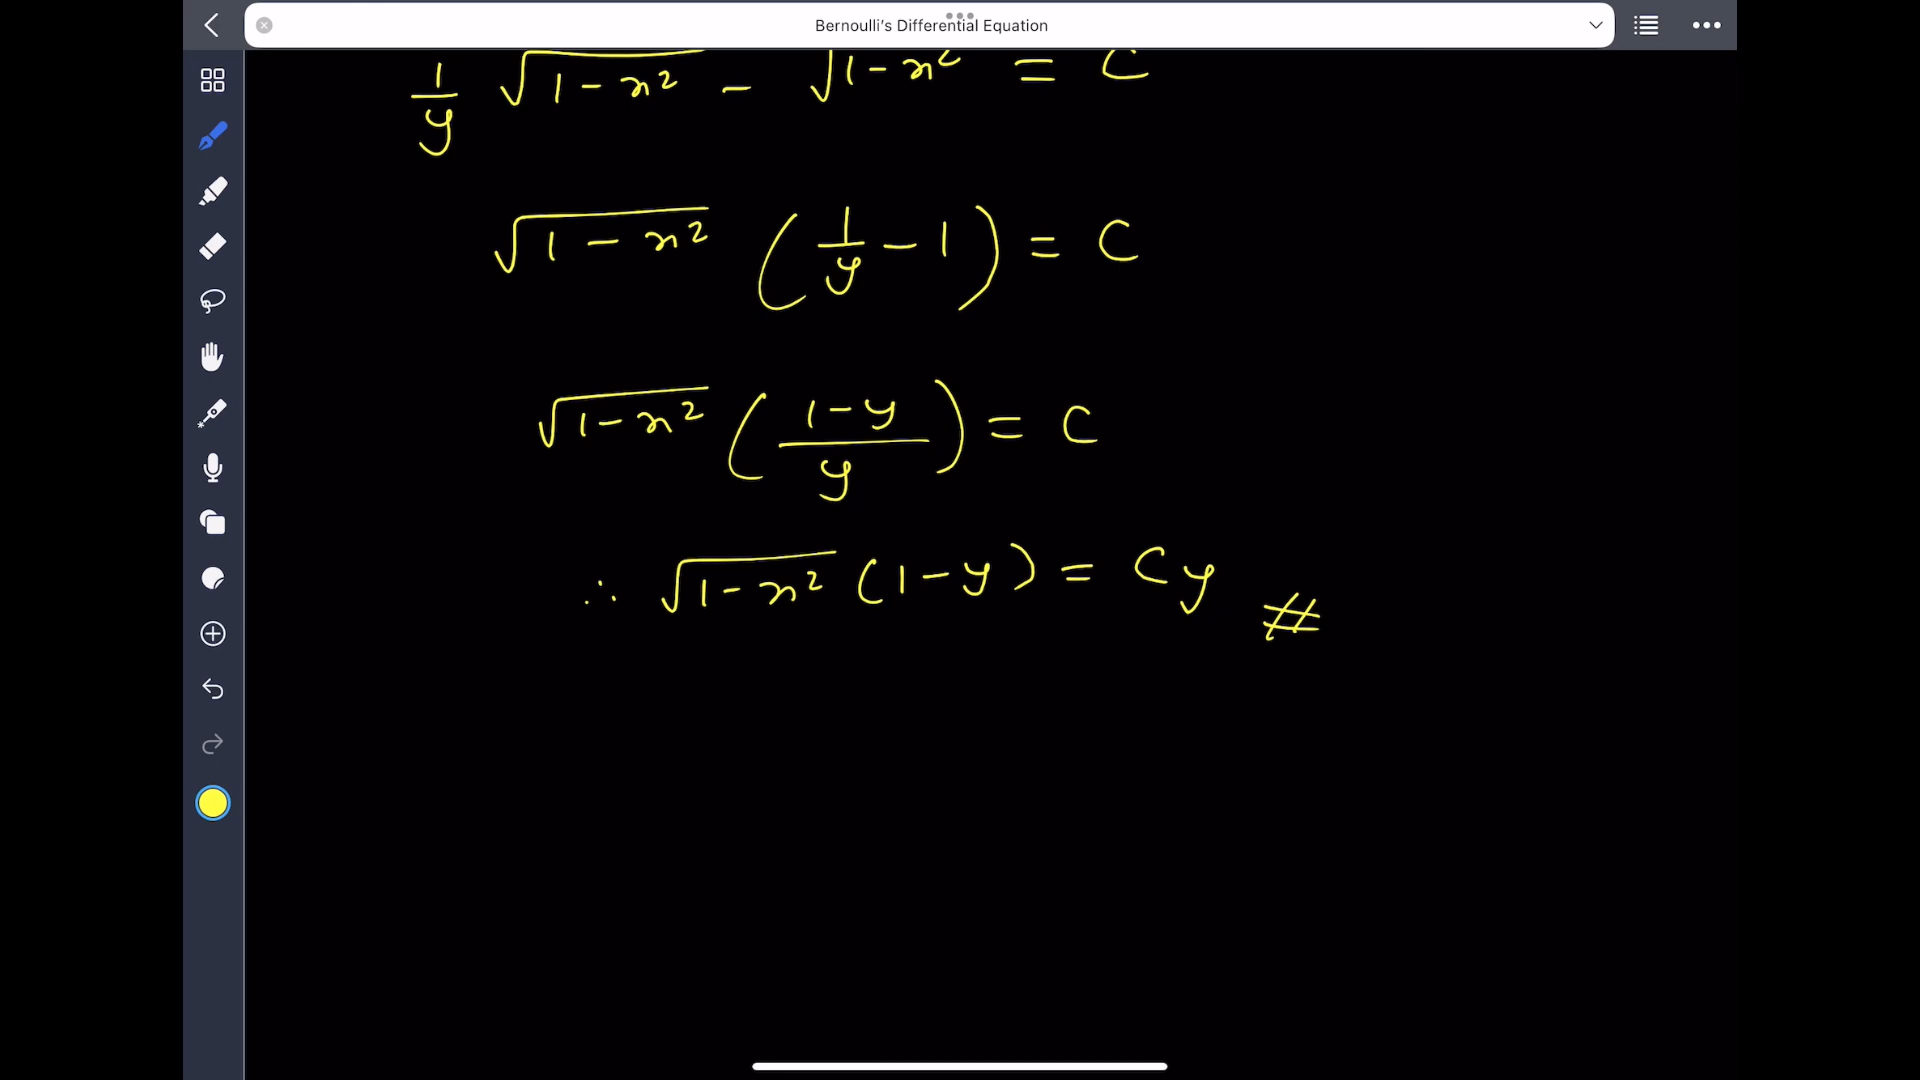 Bernoulli's Differential Equation
1/y √(1-x²) - √(1-x²) = C
√(1-x²) (1/y - 1) = C
√(1-x²) ((1-y)/y) = C
∴ √(1-x²) (1-y) = Cy #